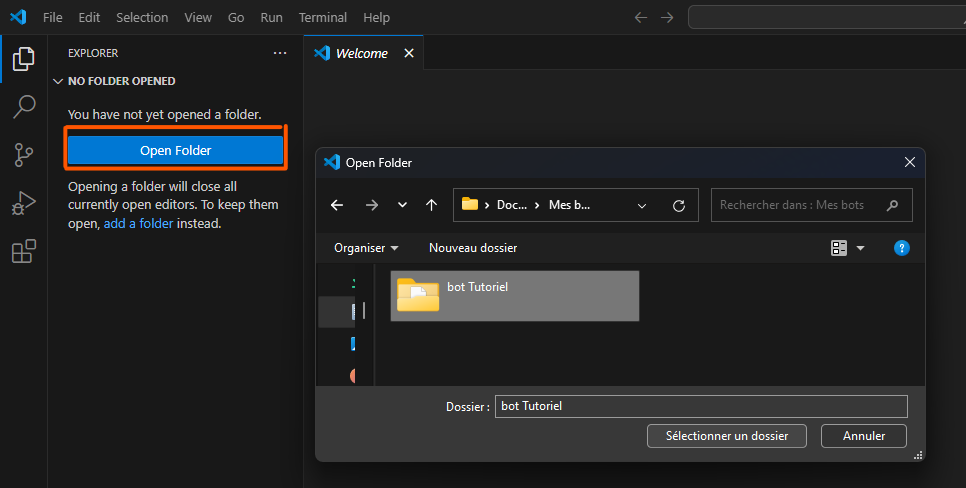 File Edit Selection View Go Run Terminal Help
EXPLORER
Welcome
NO FOLDER OPENED
You have not yet opened a folder.
Open Folder
Opening a folder will close all
currently open editors. To keep them
open, add a folder instead.
Open Folder
Doc... Mes b...
Rechercher dans : Mes bots
Organiser
Nouveau dossier
?
bot Tutoriel
Dossier : bot Tutoriel
Sélectionner un dossier
Annuler